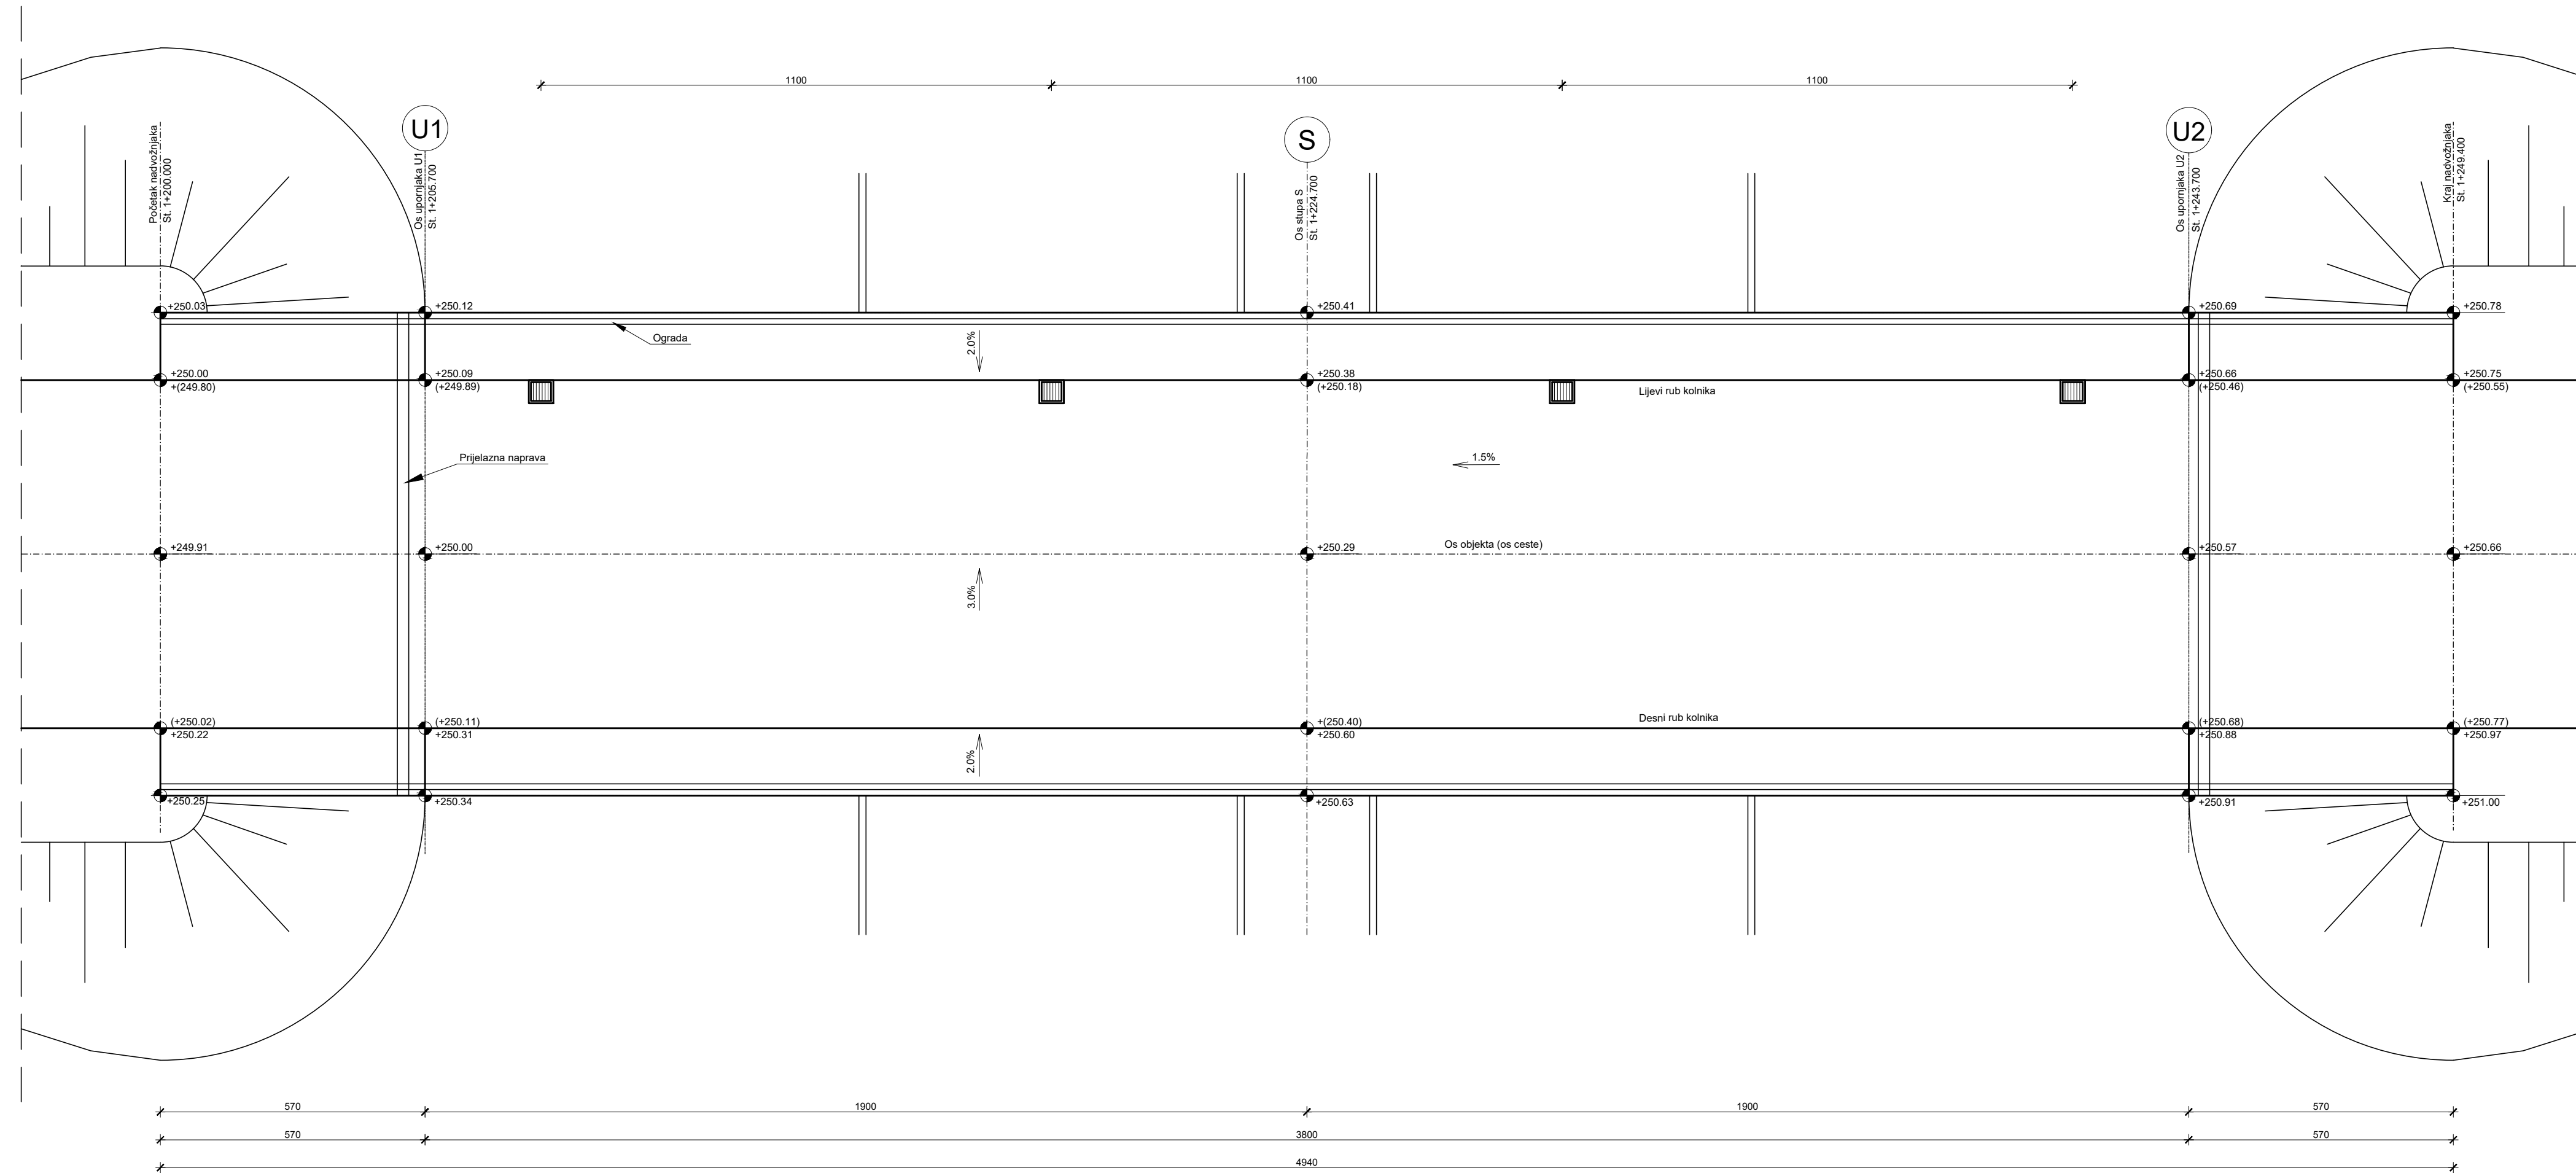 1100
1100
1100
U1
S
U2
Početak nadvožnjaka
St. 1+200.000
Os upornjaka U1
St. 1+205.700
Os stupa S
St. 1+224.700
Os upornjaka U2
St. 1+243.700
Kraj nadvožnjaka
St. 1+249.400
+250.03
+250.12
+250.41
+250.69
+250.78
Ograda
2.0%
+250.00
+(249.80)
+250.09
(+249.89)
+250.38
(+250.18)
Lijevi rub kolnika
+250.66
(+250.46)
+250.75
(+250.55)
Prijelazna naprava
1.5%
+249.91
+250.00
+250.29
Os objekta (os ceste)
+250.57
+250.66
3.0%
(+250.02)
+250.22
(+250.11)
+250.31
+(250.40)
+250.60
Desni rub kolnika
(+250.68)
+250.88
(+250.77)
+250.97
2.0%
+250.25
+250.34
+250.63
+250.91
+251.00
570
1900
1900
570
570
3800
570
4940